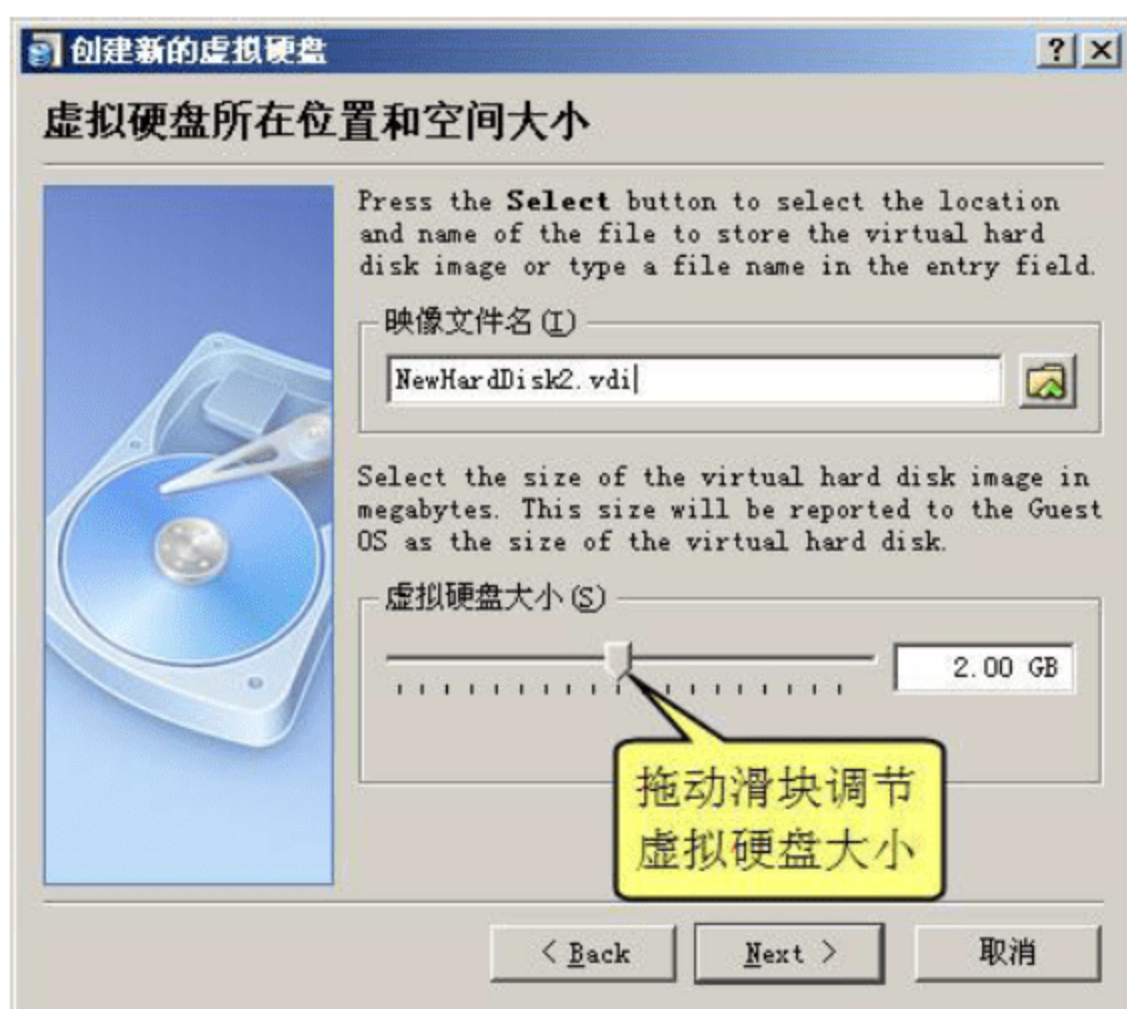 创建新的虚拟硬盘
虚拟硬盘所在位置和空间大小
Press the Select button to select the location
and name of the file to store the virtual hard
disk image or type a file name in the entry field.
映像文件名(I)
NewHardDisk2.vdi
Select the size of the virtual hard disk image in
megabytes. This size will be reported to the Guest
OS as the size of the virtual hard disk.
虚拟硬盘大小(S)
2.00 GB
拖动滑块调节
虚拟硬盘大小
< Back
Next >
取消